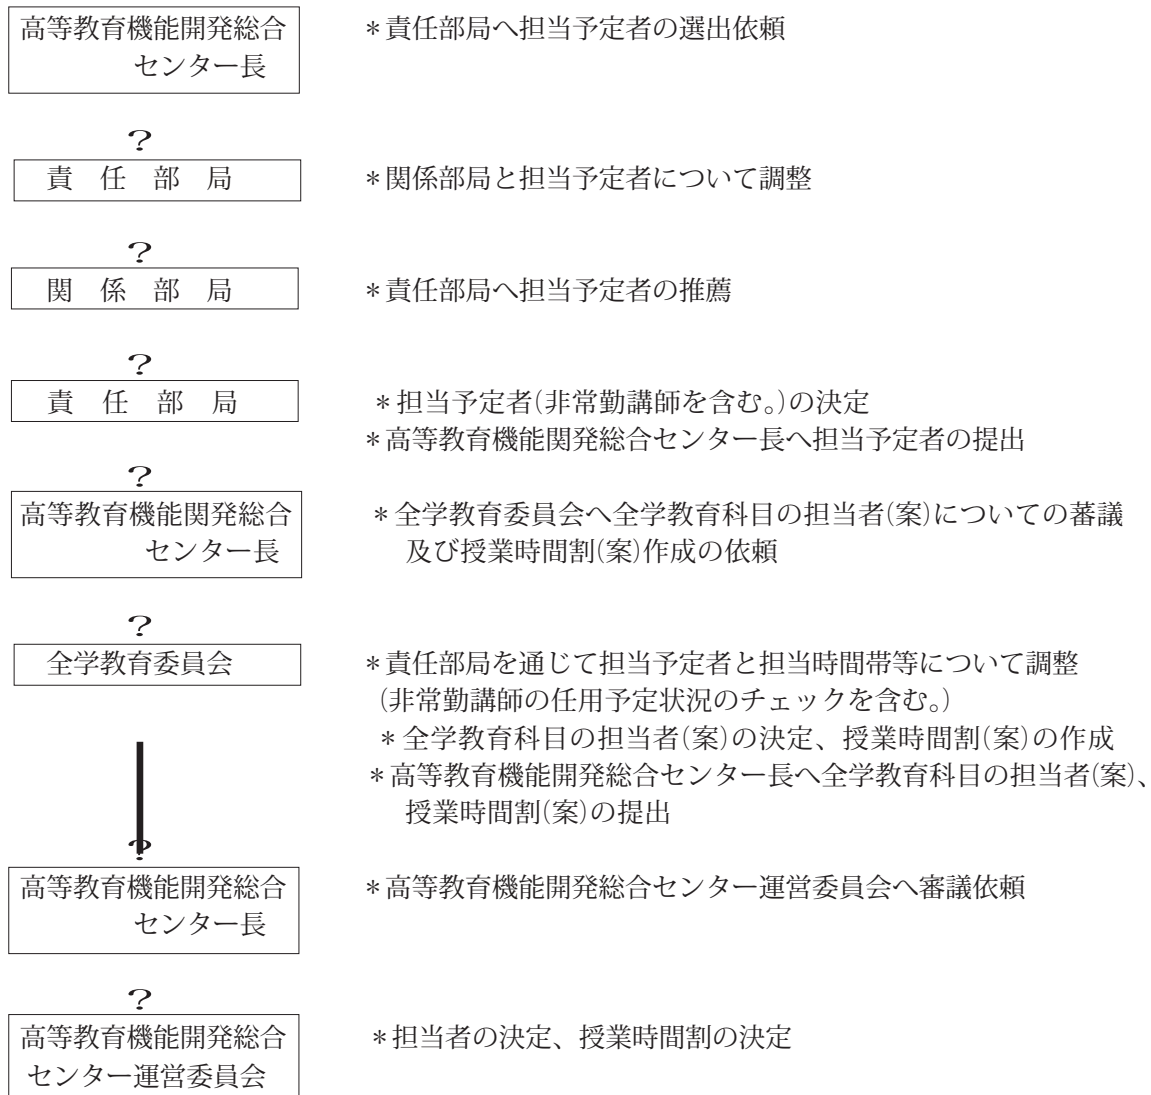 高等教育機能開発総合
センター長
*責任部局へ担当予定者の選出依頼
?
責 任 部 局
*関係部局と担当予定者について調整
?
関 係 部 局
*責任部局へ担当予定者の推薦
?
責 任 部 局
*担当予定者(非常勤講師を含む。)の決定
*高等教育機能関発総合センター長へ担当予定者の提出
?
高等教育機能関発総合
センター長
*全学教育委員会へ全学教育科目の担当者(案)についての蕃議
及び授業時間割(案)作成の依頼
?
全学教育委員会
*責任部局を通じて担当予定者と担当時間帯等について調整
(非常勤講師の任用予定状況のチェックを含む。)
*全学教育科目の担当者(案)の決定、授業時間割(案)の作成
*高等教育機能開発総合センター長へ全学教育科目の担当者(案)、
授業時間割(案)の提出
?
高等教育機能開発総合
センター長
*高等教育機能開発総合センター運営委員会へ審議依頼
?
高等教育機能開発総合
センター運営委員会
*担当者の決定、授業時間割の決定